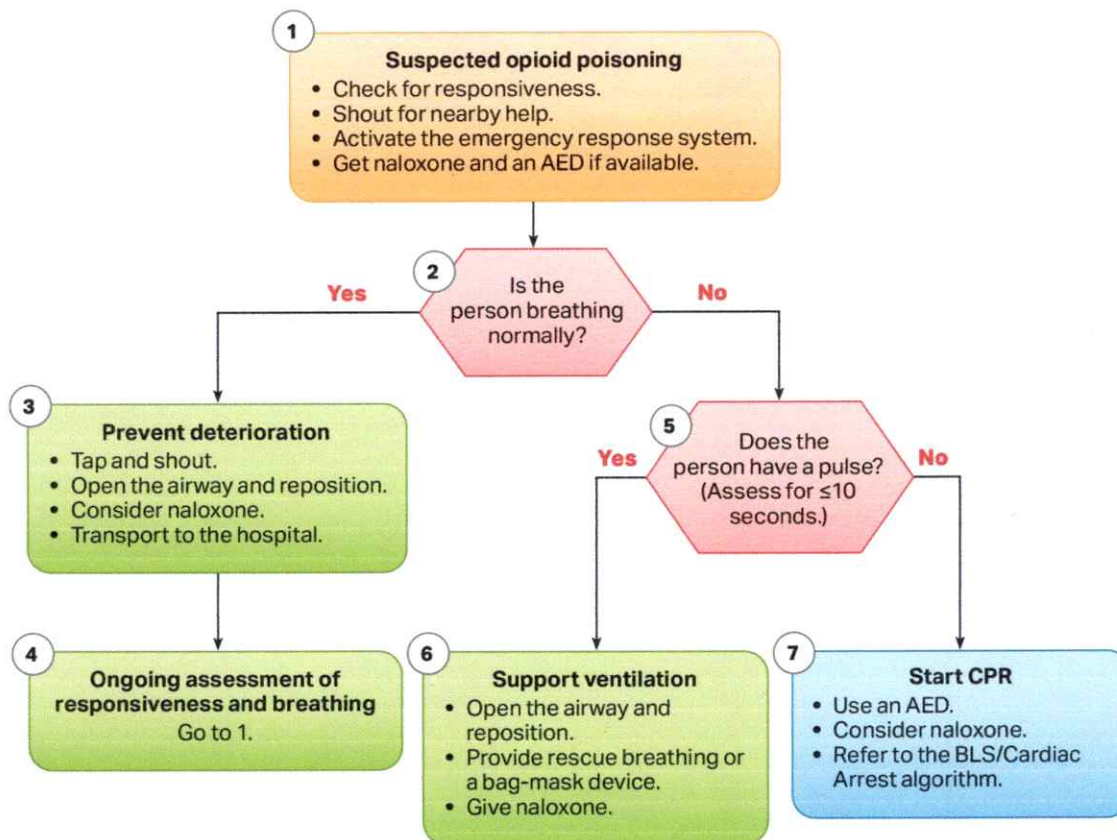 1
Suspected opioid poisoning
• Check for responsiveness.
• Shout for nearby help.
• Activate the emergency response system.
• Get naloxone and an AED if available.
2
Is the
person breathing
normally?
Yes
No
3
Prevent deterioration
• Tap and shout.
• Open the airway and reposition.
• Consider naloxone.
• Transport to the hospital.
4
Ongoing assessment of
responsiveness and breathing
Go to 1.
5
Does the
person have a pulse?
(Assess for ≤10
seconds.)
Yes
No
6
Support ventilation
• Open the airway and
reposition.
• Provide rescue breathing or
a bag-mask device.
• Give naloxone.
7
Start CPR
• Use an AED.
• Consider naloxone.
• Refer to the BLS/Cardiac
Arrest algorithm.